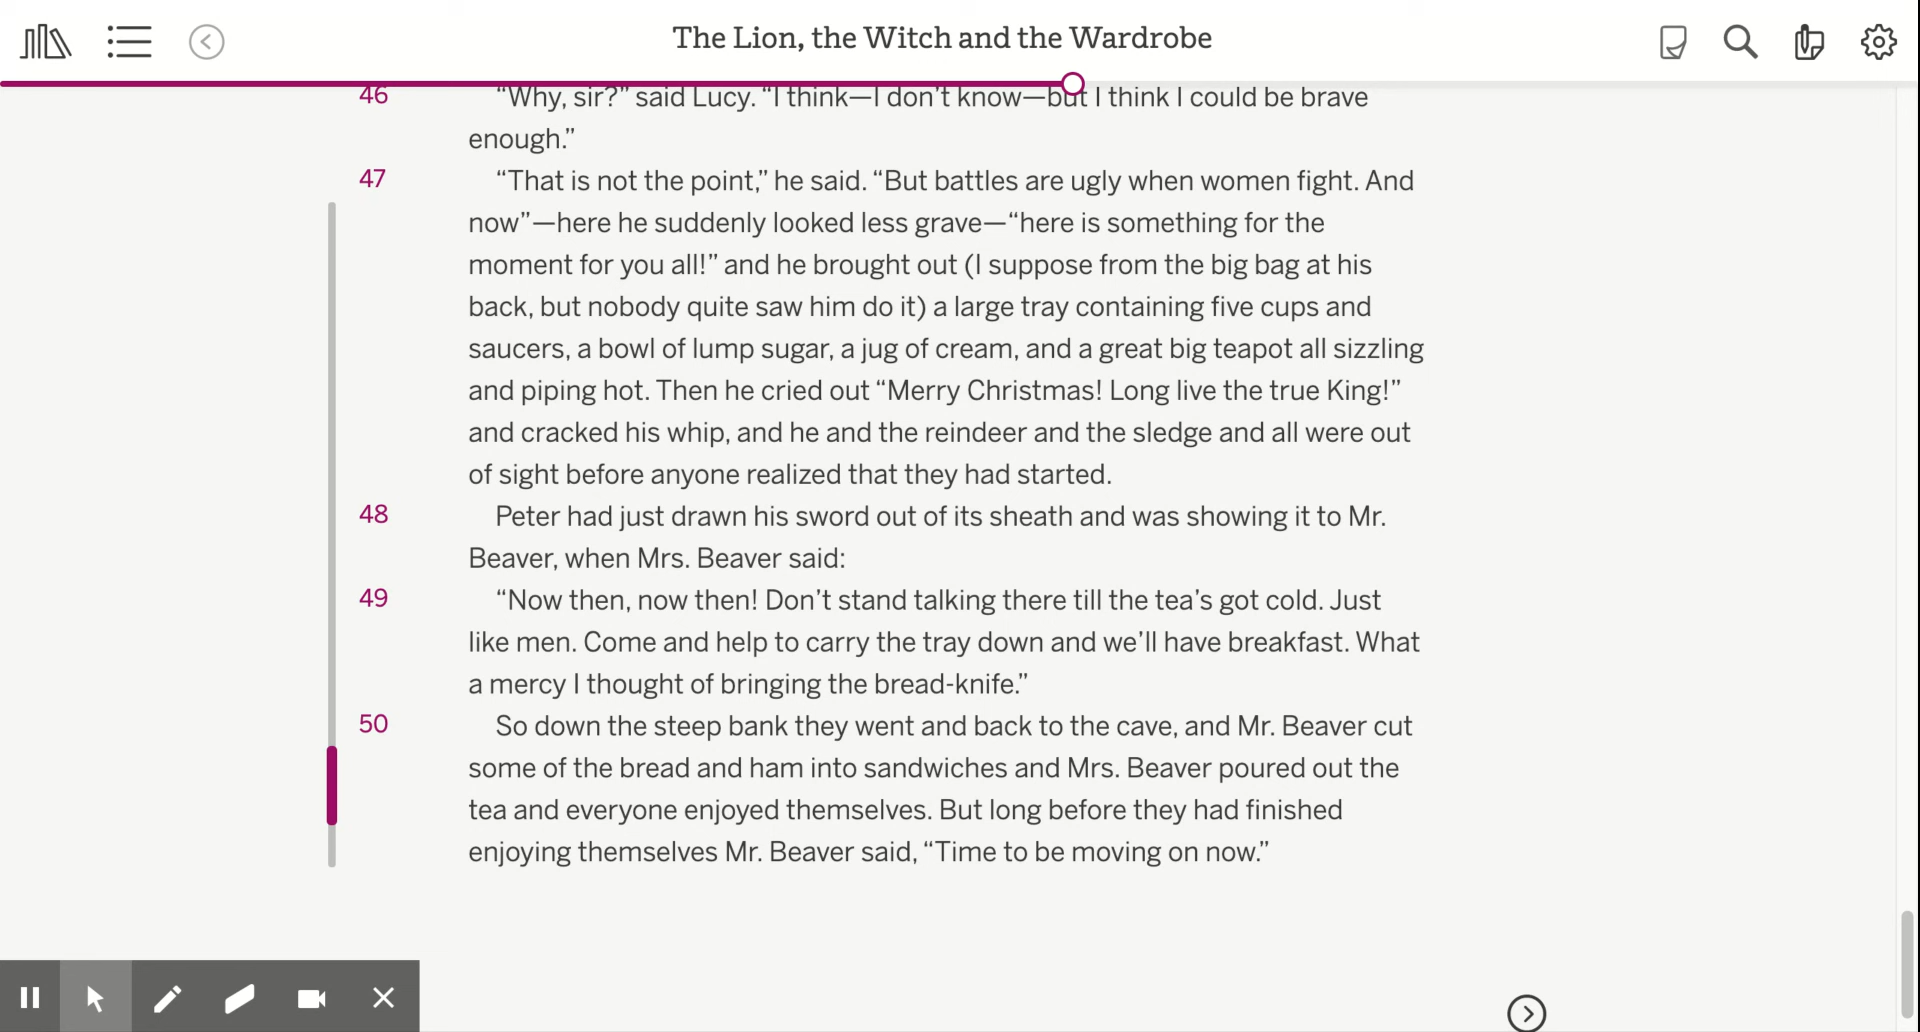 The Lion, the Witch and the Wardrobe
46 “Why, sir?” said Lucy. “I think—I don’t know—but I think I could be brave
enough.”
47 “That is not the point,” he said. “But battles are ugly when women fight. And
now”—here he suddenly looked less grave—“here is something for the
moment for you all!” and he brought out (I suppose from the big bag at his
back, but nobody quite saw him do it) a large tray containing five cups and
saucers, a bowl of lump sugar, a jug of cream, and a great big teapot all sizzling
and piping hot. Then he cried out “Merry Christmas! Long live the true King!”
and cracked his whip, and he and the reindeer and the sledge and all were out
of sight before anyone realized that they had started.
48 Peter had just drawn his sword out of its sheath and was showing it to Mr.
Beaver, when Mrs. Beaver said:
49 “Now then, now then! Don’t stand talking there till the tea’s got cold. Just
like men. Come and help to carry the tray down and we’ll have breakfast. What
a mercy I thought of bringing the bread-knife.”
50 So down the steep bank they went and back to the cave, and Mr. Beaver cut
some of the bread and ham into sandwiches and Mrs. Beaver poured out the
tea and everyone enjoyed themselves. But long before they had finished
enjoying themselves Mr. Beaver said, “Time to be moving on now.”